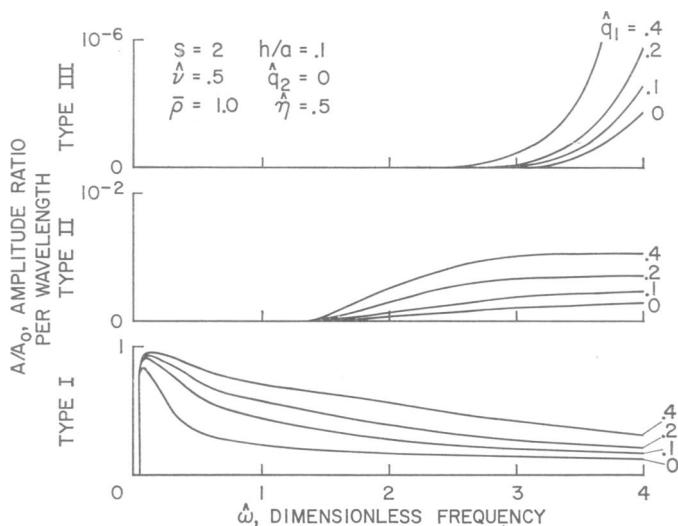 10⁻⁶
S = 2 h/a = .1
ν̂ = .5 q̂₂ = 0
ρ̄ = 1.0 η̂ = .5
q̂₁ = .4
.2
.1
0
0
TYPE III
10⁻²
0
.4
.2
.1
0
TYPE II
A/A₀, AMPLITUDE RATIO
PER WAVELENGTH
1
TYPE I
.4
.2
.1
0
0 1 2 3 4
ω̂, DIMENSIONLESS FREQUENCY